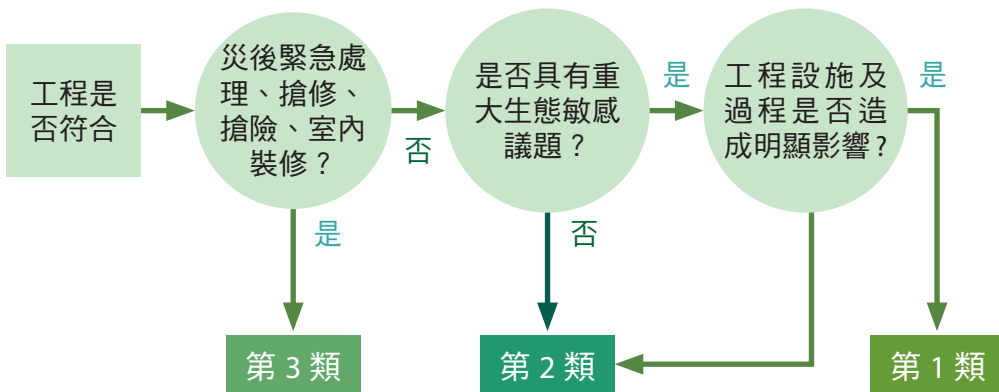 工程是
否符合
災後緊急處
理、搶修、
搶險、室內
裝修？
否
是
是否具有重
大生態敏感
議題？
是
否
工程設施及
過程是否造
成明顯影響?
是
第 3 類
第 2 類
第 1 類